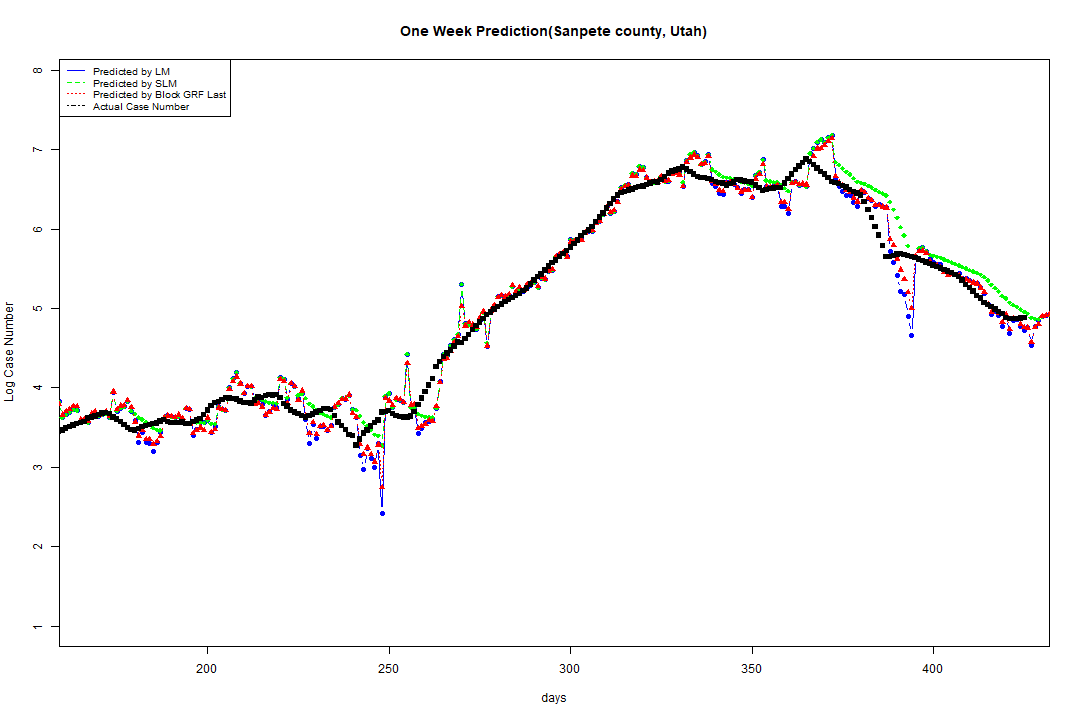 One Week Prediction(Sanpete county, Utah)
Predicted by LM
Predicted by SLM
Predicted by Block GRF Last
Actual Case Number
8
7
6
5
4
3
2
1
Log Case Number
200 250 300 350 400
days